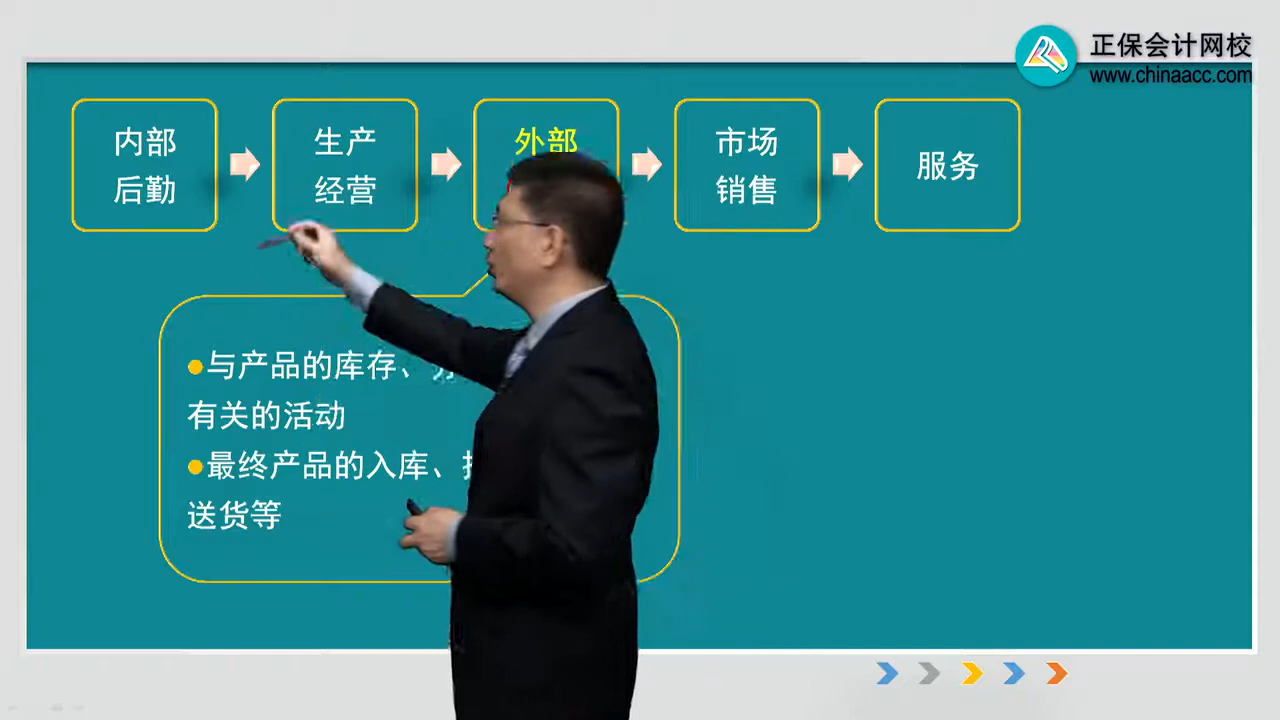 正保会计网校
www.chinaacc.com
内部
后勤
生产
经营
外部
市场
销售
服务
●与产品的库存、
有关的活动
●最终产品的入库、
送货等